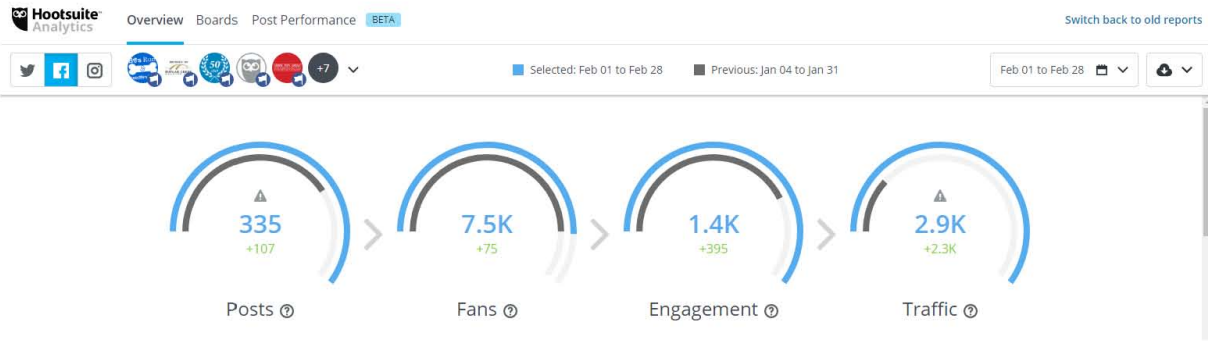 Hootsuite™ Overview Boards Post Performance BETA Switch back to old reports
Analytics
50
+7 Selected: Feb 01 to Feb 28 Previous: Jan 04 to Jan 31 Feb 01 to Feb 28
335 7.5K 1.4K 2.9K
+107 +75 +395 +2.3K
Posts Fans Engagement Traffic